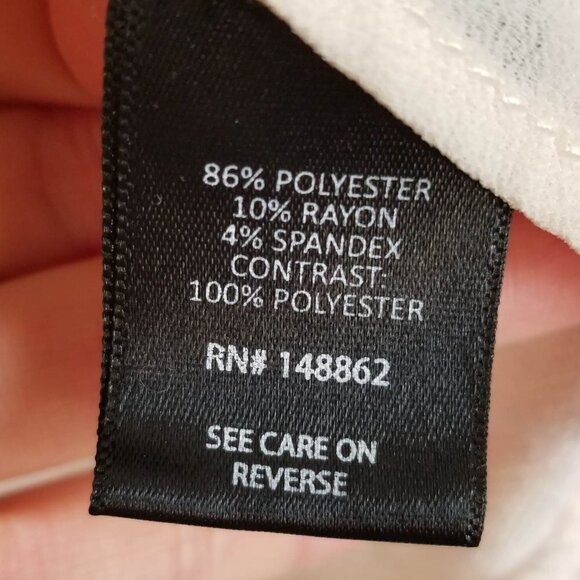 86% POLYESTER
10% RAYON
4% SPANDEX
CONTRAST:
100% POLYESTER
RN# 148862
SEE CARE ON
REVERSE